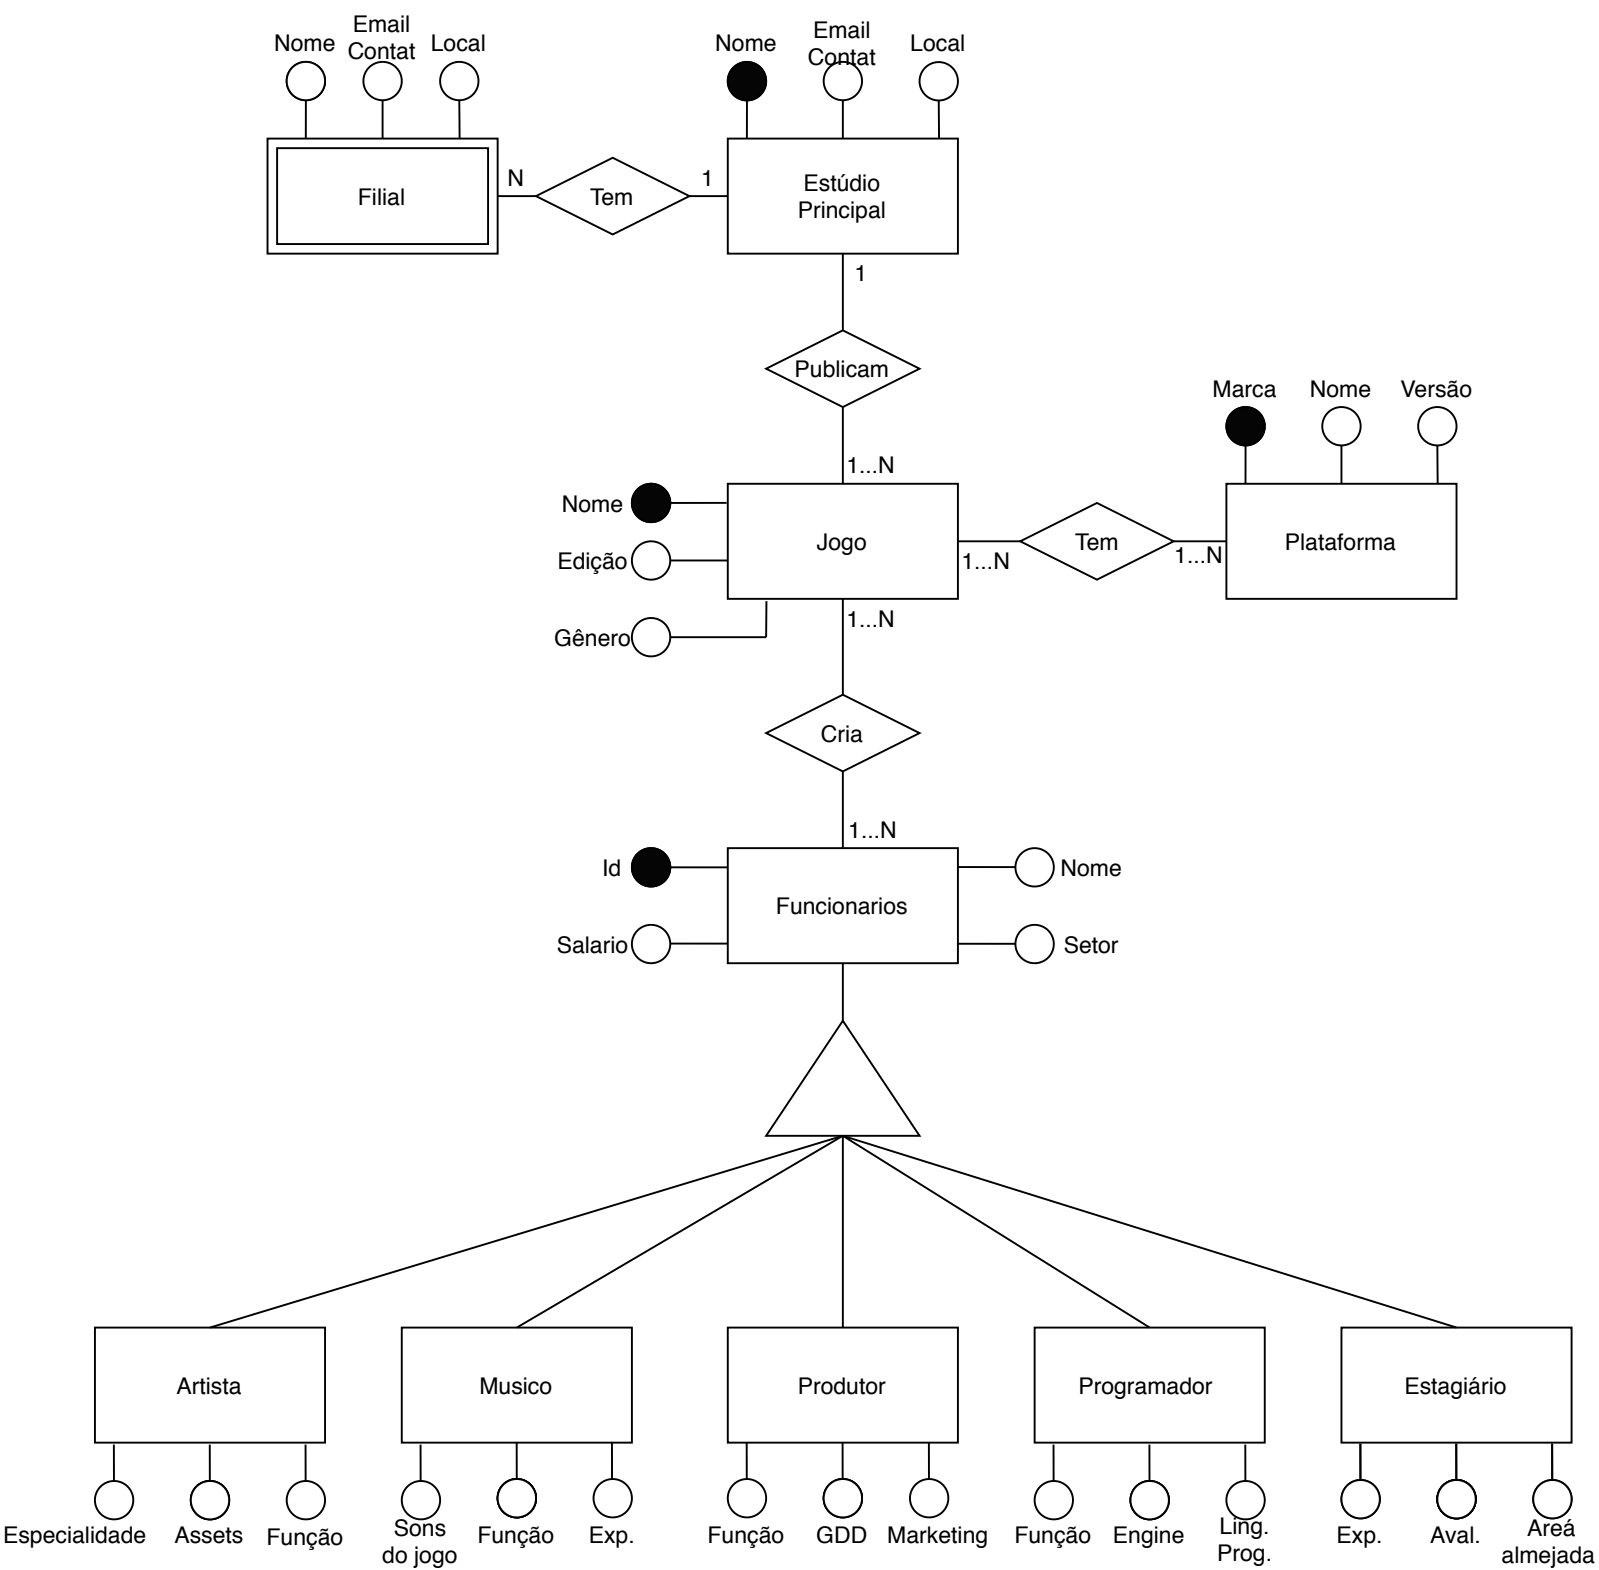 Nome
Email
Contat
Local
Nome
Email
Contat
Local
Filial
N
Tem
1
Estúdio
Principal
1
Publicam
1...N
Marca
Nome
Versão
Nome
Edição
Gênero
Jogo
1...N
Tem
1...N
Plataforma
1...N
Cria
1...N
Id
Salario
Funcionarios
Nome
Setor
Artista
Musico
Produtor
Programador
Estagiário
Especialidade
Assets
Função
Sons
do jogo
Função
Exp.
Função
GDD
Marketing
Função
Engine
Ling.
Prog.
Exp.
Aval.
Areá
almejada